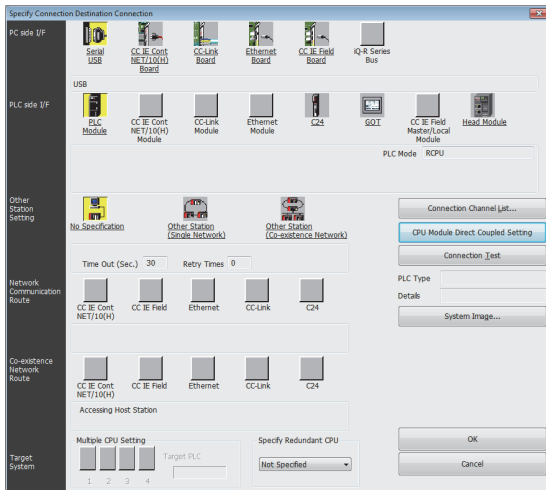 Specify Connection Destination Connection
PC side I/F
Serial
USB
CC IE Cont
NET/10(H)
Board
CC-Link
Board
Ethernet
Board
CC IE Field
Board
iQ-R Series
Bus
USB
PLC side I/F
PLC
Module
CC IE Cont
NET/10(H)
Module
CC-Link
Module
Ethernet
Module
C24
GOT
CC IE Field
Master/Local
Module
Head Module
PLC Mode RCPU
Other
Station
Setting
No Specification
Other Station
(Single Network)
Other Station
(Co-existence Network)
Connection Channel List...
CPU Module Direct Coupled Setting
Time Out (Sec.) 30 Retry Times 0
Connection Test
PLC Type
Details
System Image...
Network
Communication
Route
CC IE Cont
NET/10(H)
CC IE Field
Ethernet
CC-Link
C24
Co-existence
Network
Route
CC IE Cont
NET/10(H)
CC IE Field
Ethernet
CC-Link
C24
Accessing Host Station
Target
System
Multiple CPU Setting
Target PLC
1 2 3 4
Specify Redundant CPU
Not Specified
OK
Cancel